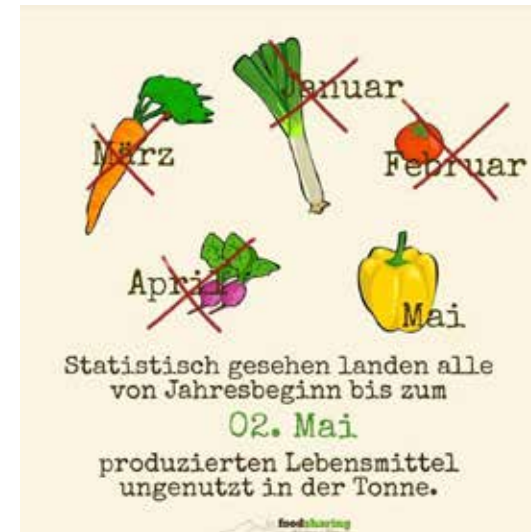 Januar
März
Februar
April
Mai
Statistisch gesehen landen alle
von Jahresbeginn bis zum
02. Mai
produzierten Lebensmittel
ungenutzt in der Tonne.
foodsharing